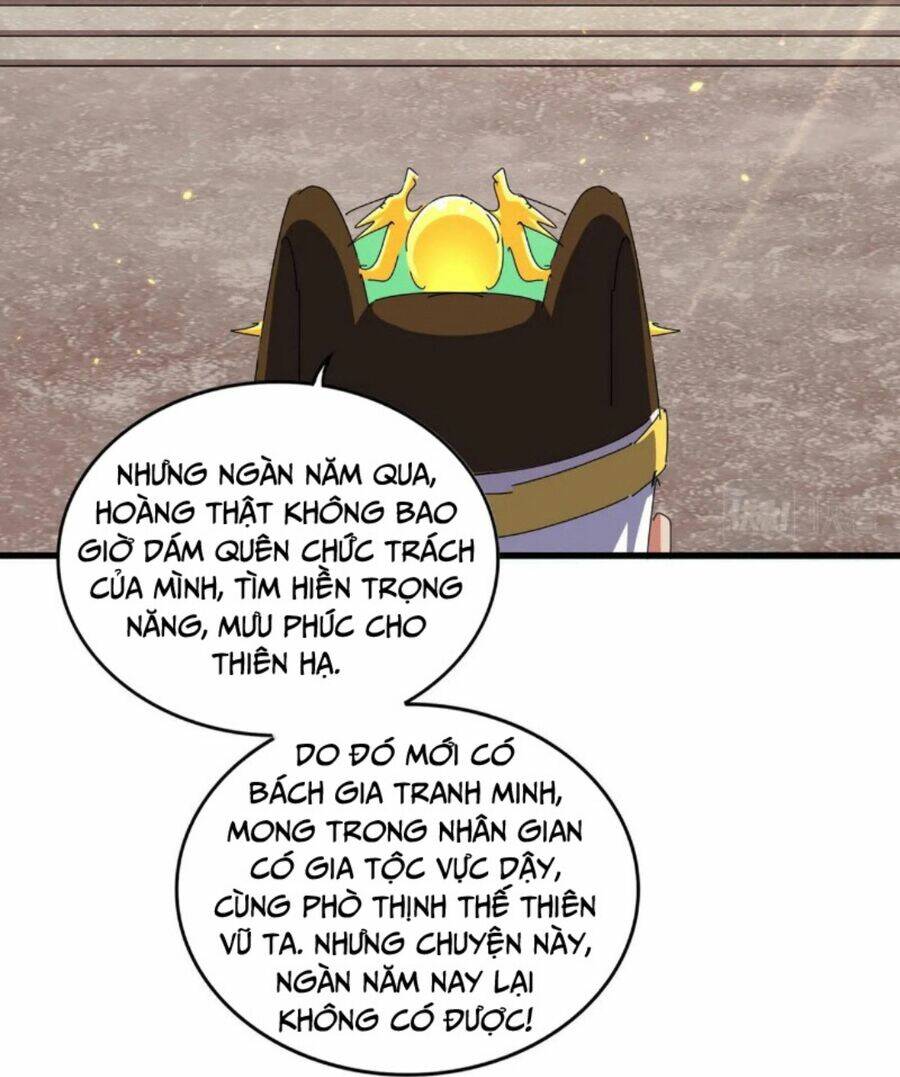 NHƯNG NGÀN NĂM QUA,
HOÀNG THẤT KHÔNG BAO
GIỜ DÁM QUÊN CHỨC TRÁCH
CỦA MÌNH, TÌM HIỀN TRỌNG
NĂNG, MƯU PHÚC CHO
THIÊN HẠ.
DO ĐÓ MỚI CÓ
BÁCH GIA TRANH MINH,
MONG TRONG NHÂN GIAN
CÓ GIA TỘC VỰC DẬY,
CÙNG PHÒ THỊNH THẾ THIÊN
VŨ TA. NHƯNG CHUYỆN NÀY,
NGÀN NĂM NAY LẠI
KHÔNG CÓ ĐƯỢC!